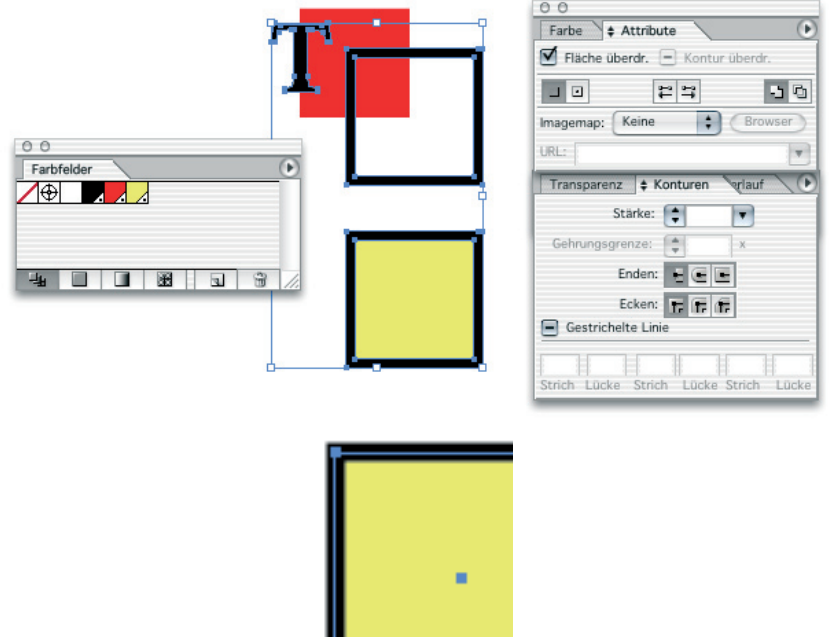 T
Farbfelder
Farbe Attribute
Fläche überdr. Kontur überdr.
Imagemap: Keine Browser
URL:
Transparenz Konturen erlauf
Stärke:
Gehrungsgrenze: x
Enden:
Ecken:
Gestrichelte Linie
Strich Lücke Strich Lücke Strich Lücke